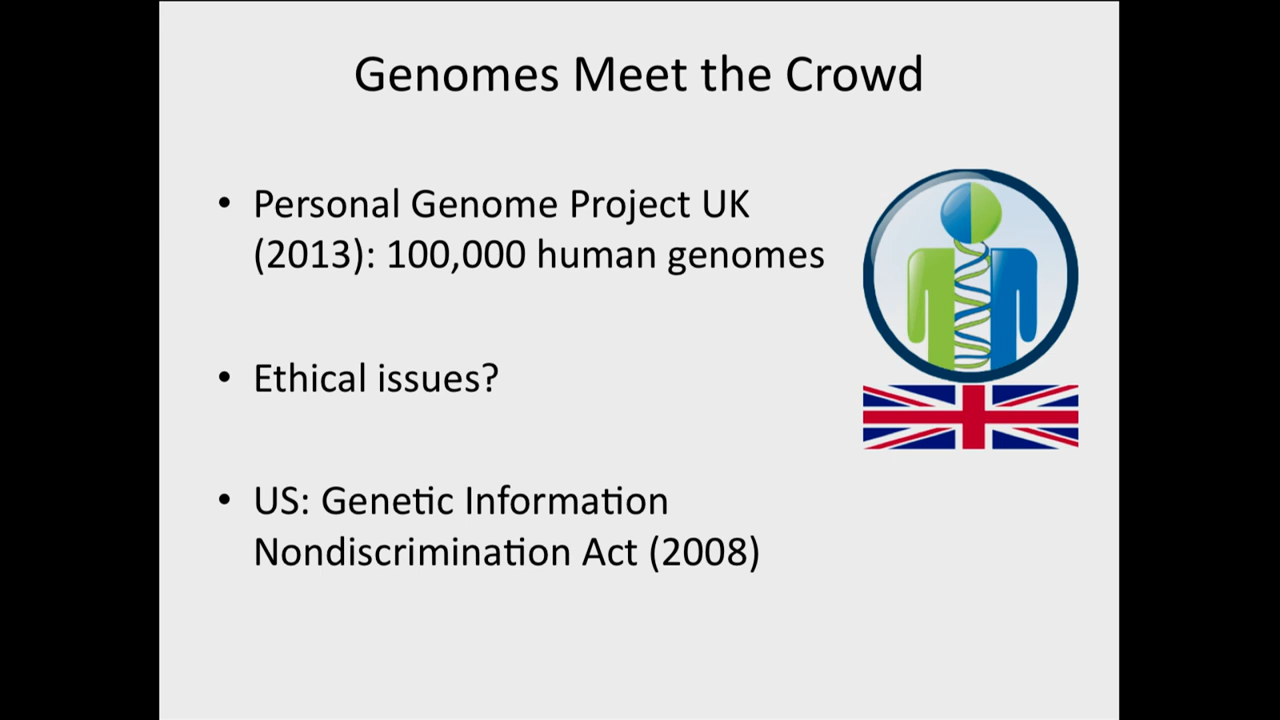 Genomes Meet the Crowd
• Personal Genome Project UK
(2013): 100,000 human genomes
• Ethical issues?
• US: Genetic Information
Nondiscrimination Act (2008)